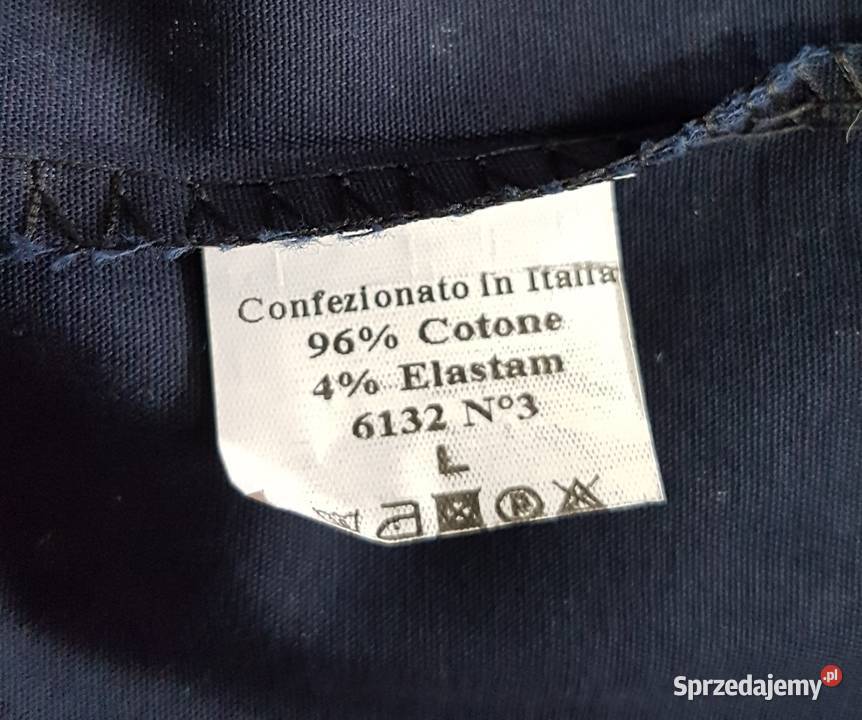 Confezionato in Italia
96% Cotone
4% Elastam
6132 N°3
L
Sprzedajemy.pl